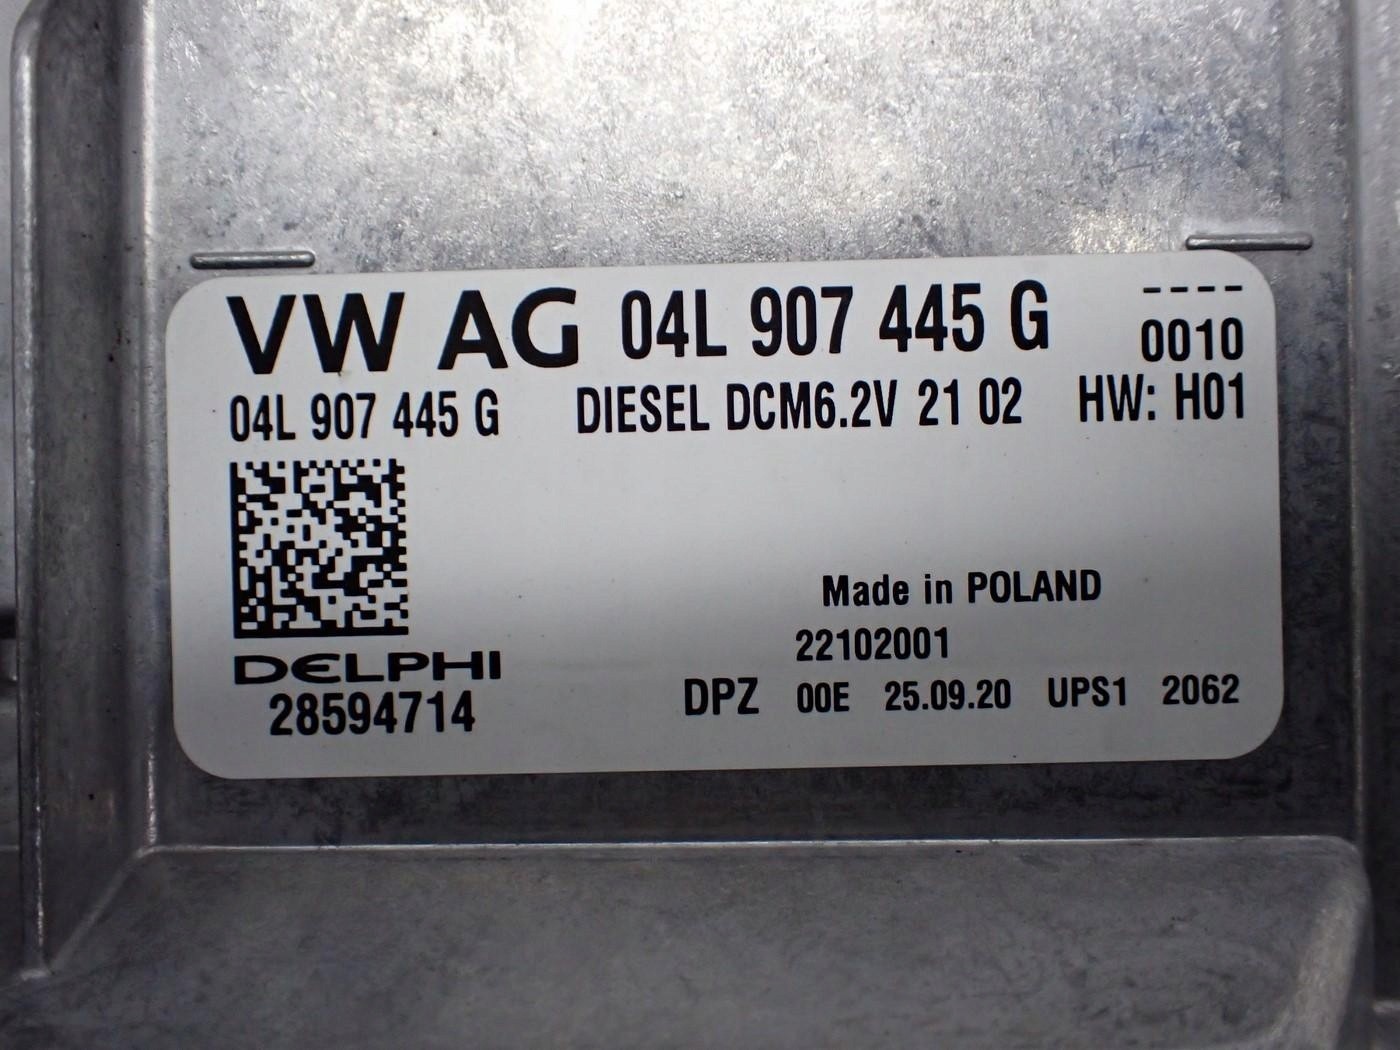 VW AG 04L 907 445 G ----
0010
04L 907 445 G DIESEL DCM6.2V 21 02 HW: H01
Made in POLAND
22102001
DELPHI
28594714
DPZ 00E 25.09.20 UPS1 2062